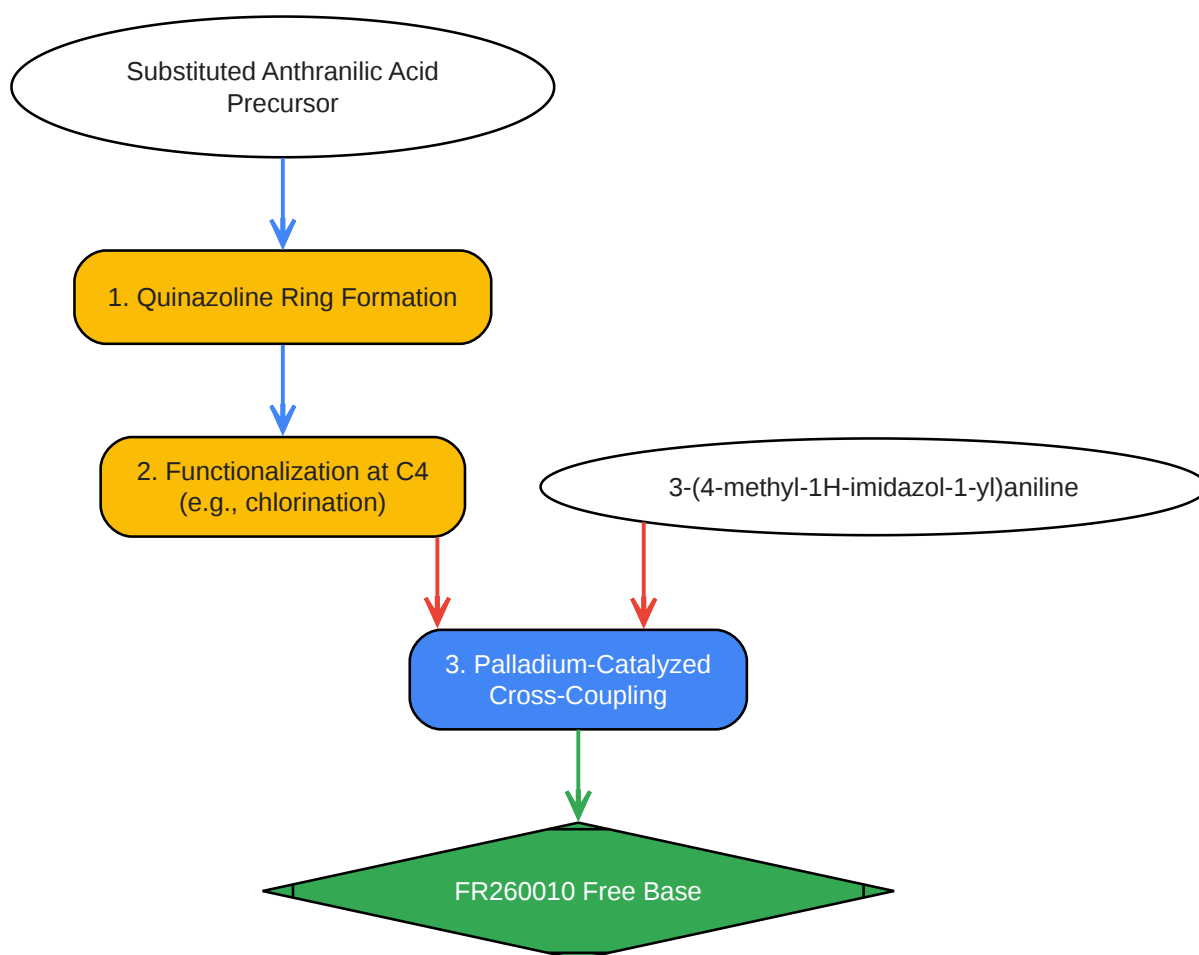 Substituted Anthranilic Acid
Precursor
1. Quinazoline Ring Formation
2. Functionalization at C4
(e.g., chlorination)
3-(4-methyl-1H-imidazol-1-yl)aniline
3. Palladium-Catalyzed
Cross-Coupling
FR260010 Free Base